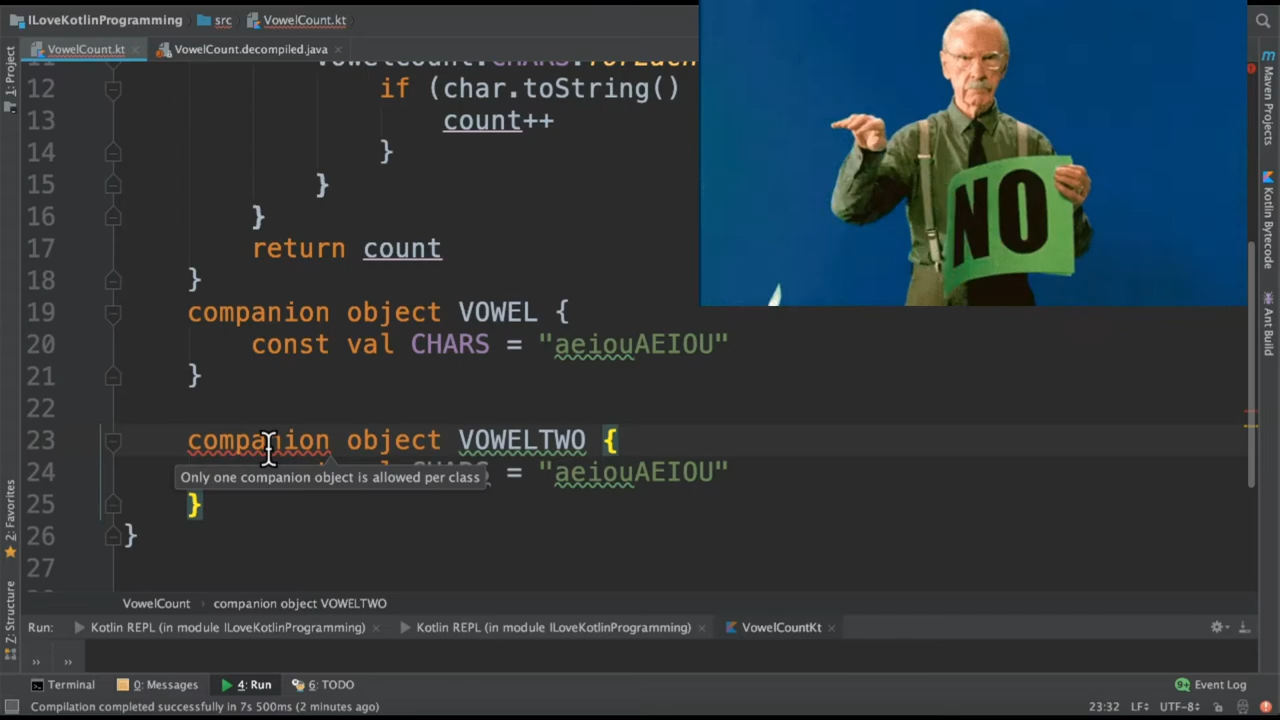 ILoveKotlinProgramming src VowelCount.kt
VowelCount.kt VowelCount.decompiled.java
12 if (char.toString()
13 count++
14 }
15 }
16 }
17 return count
18 }
19 companion object VOWEL {
20 const val CHARS = "aeiouAEIOU"
21 }
22
23 companion object VOWELTWO {
24 = "aeiouAEIOU"
Only one companion object is allowed per class
25 }
26 }
27
NO
1: Project
2: Favorites
Z: Structure
Maven Projects
Kotlin Bytecode
Ant Build
VowelCount › companion object VOWELTWO
Run: Kotlin REPL (in module ILoveKotlinProgramming) Kotlin REPL (in module ILoveKotlinProgramming) VowelCountKt
Terminal 0: Messages 4: Run 6: TODO 9+ Event Log
Compilation completed successfully in 7s 500ms (2 minutes ago) 23:32 LF÷ UTF-8÷